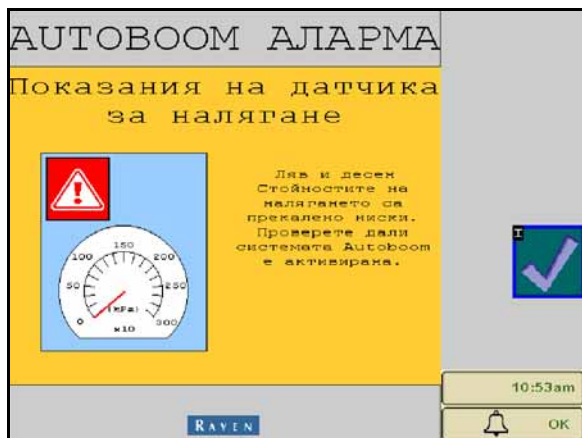 AUTOBOOM АЛАРМА
Показания на датчика
за налягане
Ляв и десен
Стойностите на
налягането са
прекалено ниски.
Проверете дали
системата Autoboom
е активирана.
I
150
100
200
50
250
(kPa)
0
x10
300
10:53am
RAVEN
OK